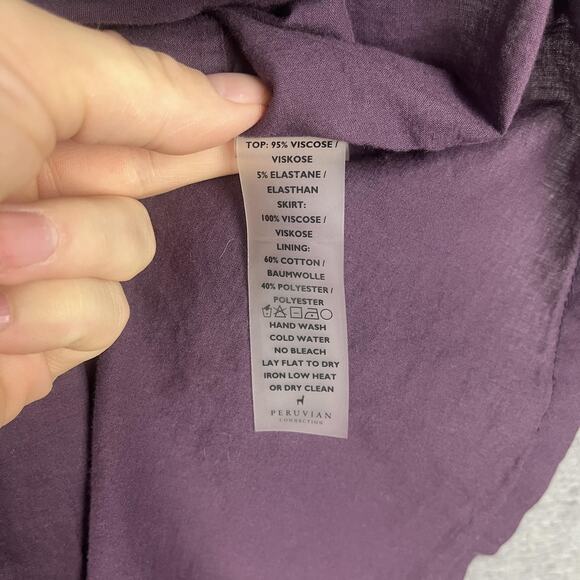 TOP: 95% VISCOSE /
VISKOSE
5% ELASTANE /
ELASTHAN
SKIRT:
100% VISCOSE /
VISKOSE
LINING:
60% COTTON /
BAUMWOLLE
40% POLYESTER /
POLYESTER
HAND WASH
COLD WATER
NO BLEACH
LAY FLAT TO DRY
IRON LOW HEAT
OR DRY CLEAN
PERUVIAN
CONNECTION